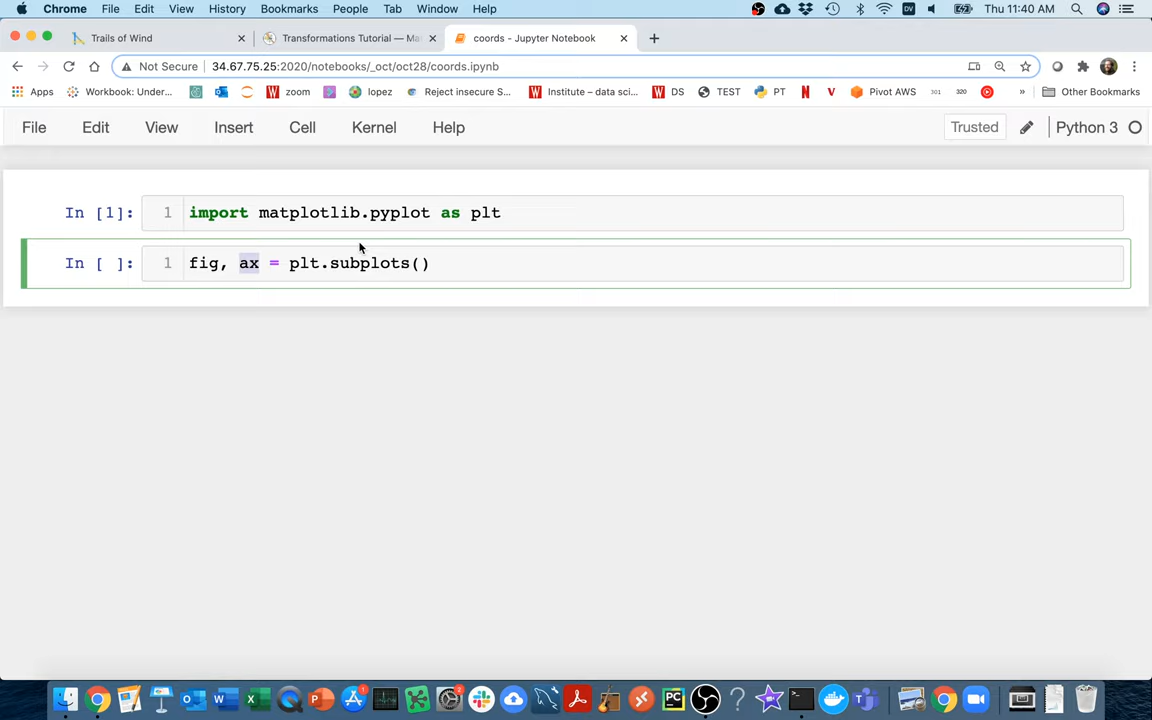 Chrome File Edit View History Bookmarks People Tab Window Help DV Thu 11:40 AM
Trails of Wind Transformations Tutorial — Ma coords - Jupyter Notebook
Not Secure 34.67.75.25:2020/notebooks/_oct/oct28/coords.ipynb
Apps Workbook: Under... zoom lopez Reject insecure S... Institute – data sci... DS TEST PT Pivot AWS 301 320 » Other Bookmarks
File Edit View Insert Cell Kernel Help Trusted Python 3
In [1]: 1 import matplotlib.pyplot as plt
In [ ]: 1 fig, ax = plt.subplots()